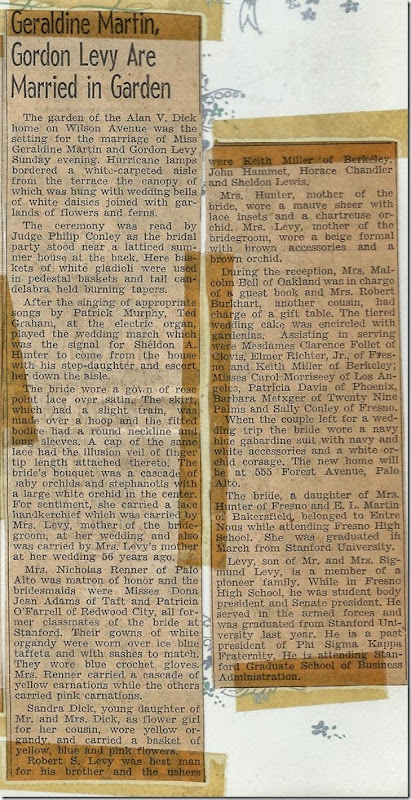 Geraldine Martin,
Gordon Levy Are
Married in Garden
The garden of the Alan V. Dick
home on Wilson Avenue was the
setting for the marriage of Miss
Geraldine Martin and Gordon Levy
Sunday evening. Hurricane lamps
bordered a white-carpeted aisle
from the terrace the canopy of
which was hung with wedding bells
of white daisies joined with gar-
lands of flowers and ferns.
The ceremony was read by
Judge Philip Conley as the bridal
party stood near a latticed sum-
mer house at the back. Here bas-
kets of white gladioli were used
on pedestal baskets and tall can-
delabra held burning tapers.
After the singing of appropriate
songs by Patrick Murphy, Ted
Graham, at the electric organ,
played the wedding march which
was the signal for Sheldon A.
Hunter to come from the house
with his step-daughter and escort
her down the aisle.
The bride wore a gown of rose
point lace over satin. The skirt,
which had a slight train, was
made over a hoop and the fitted
bodice had a round neckline and
long sleeves. A cap of the same
lace had the illusion veil of finger
tip length attached thereto. The
bride's bouquet was a cascade of
baby orchids and stephanotis with
a large white orchid in the center.
For sentiment, she carried a lace
handkerchief which was carried by
Mrs. Levy, mother of the bride-
groom, at her wedding and also
was carried by Mrs. Levy's mother
at her wedding 56 years ago.
Mrs. Nicholas Renner of Palo
Alto was matron of honor and the
bridesmaids were Misses Dona
Jean Adams of Taft and Patricia
O'Farrell of Redwood City, all for-
mer classmates of the bride at
Stanford. Their gowns of white
organdy were worn over ice blue
taffeta and with sashes to match.
They wore blue crochet gloves.
Mrs. Renner carried a cascade of
yellow carnations while the others
carried pink carnations.
Sandra Dick, young daughter of
Mr. and Mrs. Dick, as flower girl
for her cousin, wore yellow or-
gandy and carried a basket of
yellow, blue and pink flowers.
Robert S. Levy was best man
for his brother and the ushers
were Keith Miller of Berkeley,
John Hammet, Horace Chandler
and Sheldon Lewis.
Mrs. Hunter, mother of the
bride, wore a mauve sheer with
lace insets and a chartreuse or-
chid. Mrs. Levy, mother of the
bridegroom, wore a beige formal
with brown accessories and a
brown orchid.
During the reception, Mrs. Mal-
colm Bell of Oakland was in charge
of a guest book and Mrs. Robert
Burkhart, another cousin, had
charge of a gift table. The tiered
wedding cake was encircled with
gardenias. Assisting in serving
were Mesdames Clarence Follet of
Clovis, Elmer Richter, Jr., of Fres-
no and Keith Miller of Berkeley;
Misses Carol Morrissey of Los An-
geles, Patricia Davis of Phoenix,
Barbara Metxger of Twenty Nine
Palms and Sally Conley of Fresno.
When the couple left for a wed-
ding trip the bride wore a navy
blue gabardine suit with navy and
white accessories and a white or-
chid corsage. The new home will
be at 555 Forest Avenue, Palo
Alto.
The bride, a daughter of Mrs.
Hunter of Fresno and E. L. Martin
of Bakersfield, belonged to Entre
Nous while attending Fresno High
School. She was graduated in
March from Stanford University.
Levy, son of Mr. and Mrs. Sig-
mund Levy, is a member of a
pioneer family. While in Fresno
High School, he was student body
president and Senate president. He
served in the armed forces and
was graduated from Stanford Uni-
versity last year. He is a past
president of Phi Sigma Kappa
Fraternity. He is attending Stan-
ford Graduate School of Business
Administration.